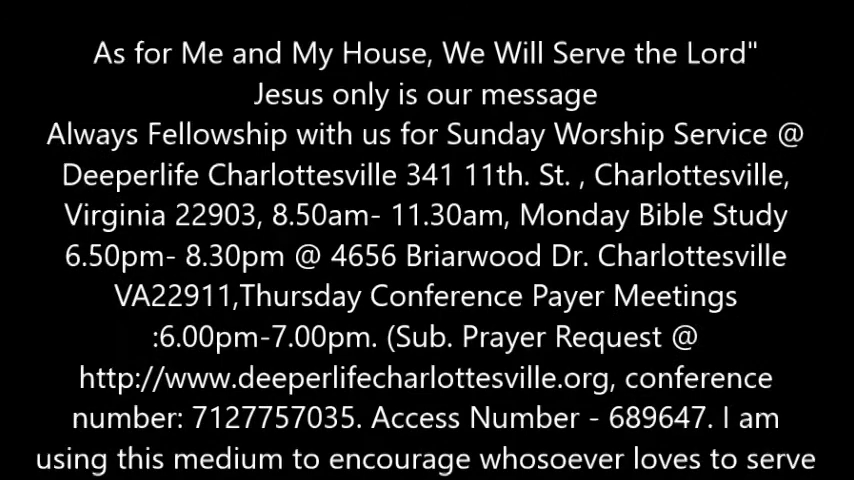 As for Me and My House, We Will Serve the Lord"
Jesus only is our message
Always Fellowship with us for Sunday Worship Service @
Deeperlife Charlottesville 341 11th. St. , Charlottesville,
Virginia 22903, 8.50am- 11.30am, Monday Bible Study
6.50pm- 8.30pm @ 4656 Briarwood Dr. Charlottesville
VA22911,Thursday Conference Payer Meetings
:6.00pm-7.00pm. (Sub. Prayer Request @
http://www.deeperlifecharlottesville.org, conference
number: 7127757035. Access Number - 689647. I am
using this medium to encourage whosoever loves to serve